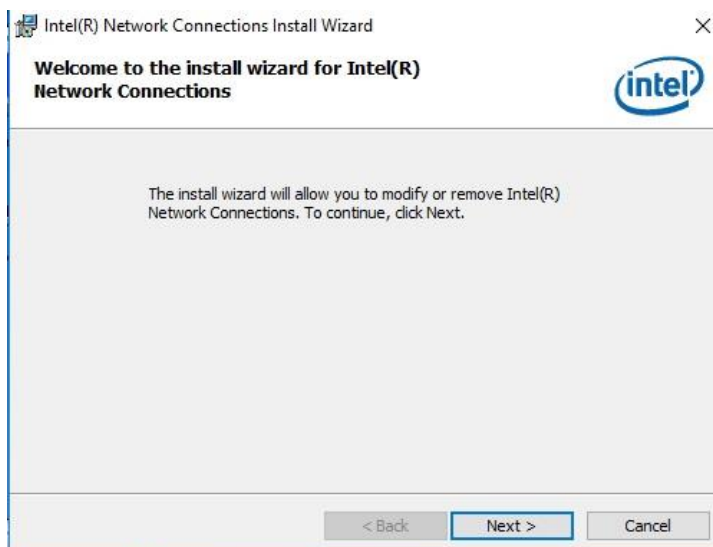 Intel(R) Network Connections Install Wizard
Welcome to the install wizard for Intel(R)
Network Connections
intel
The install wizard will allow you to modify or remove Intel(R)
Network Connections. To continue, click Next.
< Back
Next >
Cancel